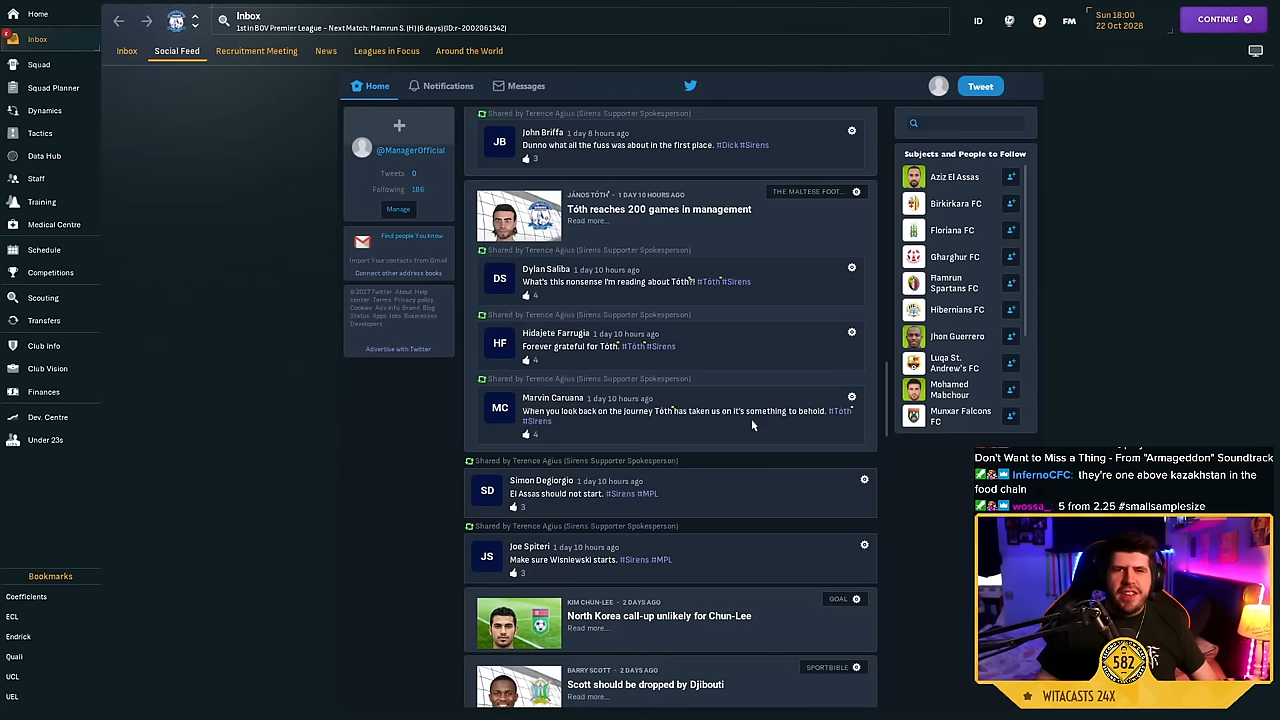 Home
Inbox
Squad
Squad Planner
Dynamics
Tactics
Data Hub
Staff
Training
Medical Centre
Schedule
Competitions
Scouting
Transfers
Club Info
Club Vision
Finances
Dev. Centre
Under 23s
Bookmarks
Coefficients
ECL
Endrick
Quali
UCL
UEL
Inbox
1st in BOV Premier League - Next Match: Hamrun S. (H) (6 days)(ID:r-2002061342)
ID
FM
Sun 18:00
22 Oct 2028
CONTINUE
Inbox
Social Feed
Recruitment Meeting
News
Leagues in Focus
Around the World
Home
Notifications
Messages
Tweet
@ManagerOfficial
Tweets 0
Following 186
Manage
Find people You know
Import Your contacts from Gmail
Connect other address books
© 2017 Twitter About Help
center Terms Privacy policy
Cookies Ads info Brand Blog
Status Apps Jobs Businesses
Developers
Advertise with Twitter
Shared by Terence Agius (Sirens Supporter Spokesperson)
JB
John Briffa 1 day 8 hours ago
Dunno what all the fuss was about in the first place. #Dick #Sirens
3
JÁNOS TÓTH - 1 DAY 10 HOURS AGO
THE MALTESE FOOT...
Tóth reaches 200 games in management
Read more...
Shared by Terence Agius (Sirens Supporter Spokesperson)
DS
Dylan Saliba 1 day 10 hours ago
What's this nonsense I'm reading about Tóth?! #Tóth #Sirens
4
Shared by Terence Agius (Sirens Supporter Spokesperson)
HF
Hidajete Farrugia 1 day 10 hours ago
Forever grateful for Tóth. #Tóth #Sirens
4
Shared by Terence Agius (Sirens Supporter Spokesperson)
MC
Marvin Caruana 1 day 10 hours ago
When you look back on the journey Tóth has taken us on it's something to behold. #Tóth
#Sirens
4
Shared by Terence Agius (Sirens Supporter Spokesperson)
SD
Simon Degiorgio 1 day 10 hours ago
El Assas should not start. #Sirens #MPL
3
Shared by Terence Agius (Sirens Supporter Spokesperson)
JS
Joe Spiteri 1 day 10 hours ago
Make sure Wisniewski starts. #Sirens #MPL
3
KIM CHUN-LEE - 2 DAYS AGO
GOAL
North Korea call-up unlikely for Chun-Lee
Read more...
BARRY SCOTT - 2 DAYS AGO
SPORTBIBLE
Scott should be dropped by Djibouti
Read more...
Subjects and People to Follow
Aziz El Assas
Birkirkara FC
Floriana FC
Gharghur FC
Hamrun
Spartans FC
Hibernians FC
Jhon Guerrero
Luqa St.
Andrew's FC
Mohamed
Mabchour
Munxar Falcons
FC
Don't Want to Miss a Thing - From "Armageddon" Soundtrack
InfernoCFC: they're one above kazakhstan in the
food chain
wossa_ 5 from 2.25 #smallsamplesize
582
WITACASTS 24X